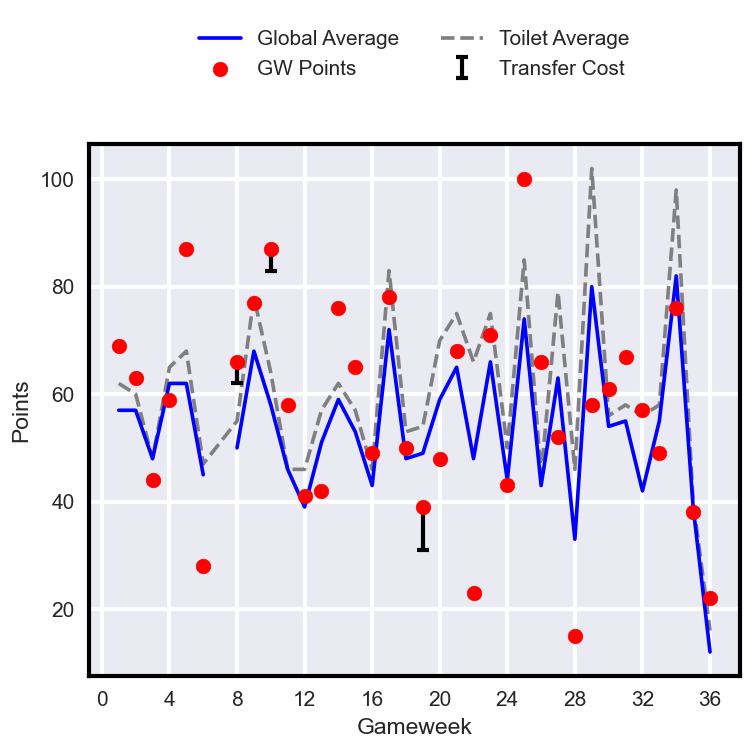 Global Average
Toilet Average
GW Points
Transfer Cost
100
80
60
40
20
Points
0 4 8 12 16 20 24 28 32 36
Gameweek